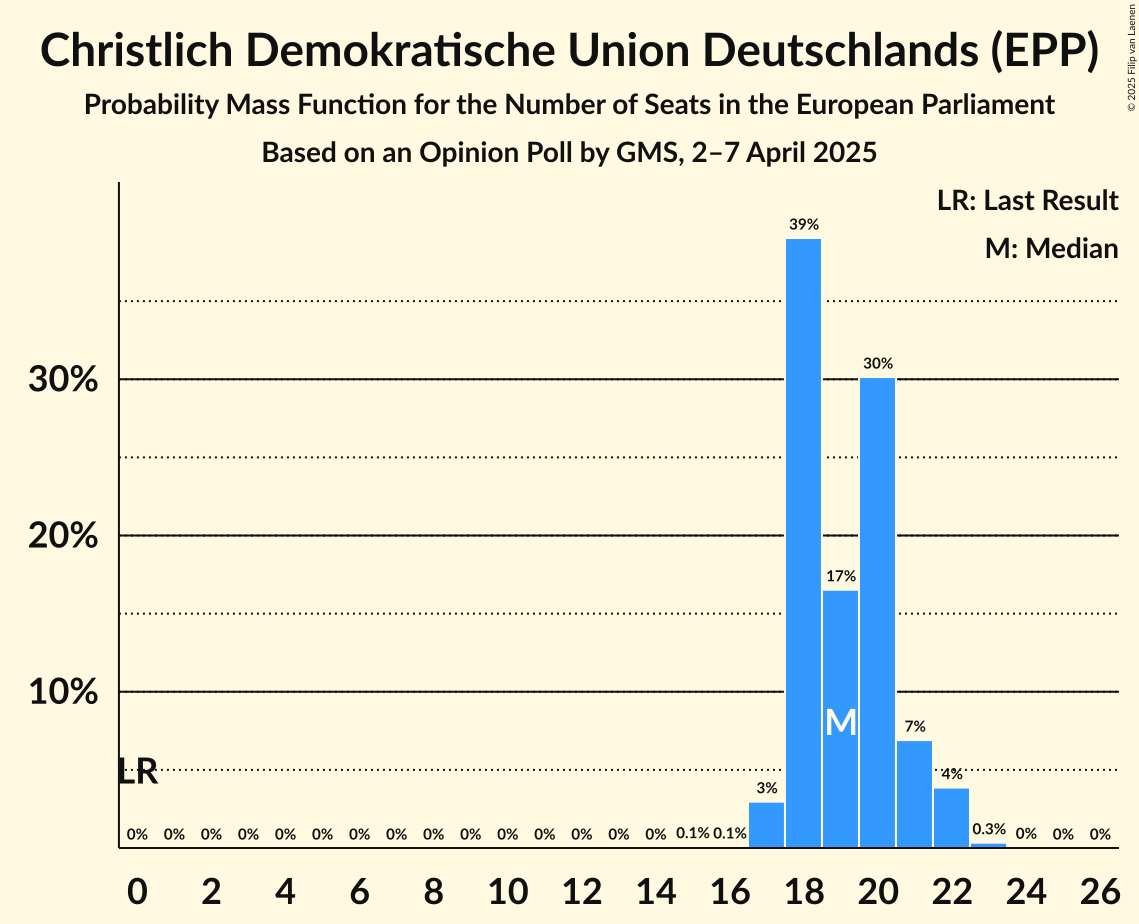 Christlich Demokratische Union Deutschlands (EPP)
Probability Mass Function for the Number of Seats in the European Parliament
Based on an Opinion Poll by GMS, 2–7 April 2025
© 2025 Filip van Laenen
LR: Last Result
M: Median
39%
30%
30%
20%
17%
10%
M
7%
LR
4%
3%
0% 0% 0% 0% 0% 0% 0% 0% 0% 0% 0% 0% 0% 0% 0% 0.1% 0.1% 0.3% 0% 0% 0%
0 2 4 6 8 10 12 14 16 18 20 22 24 26